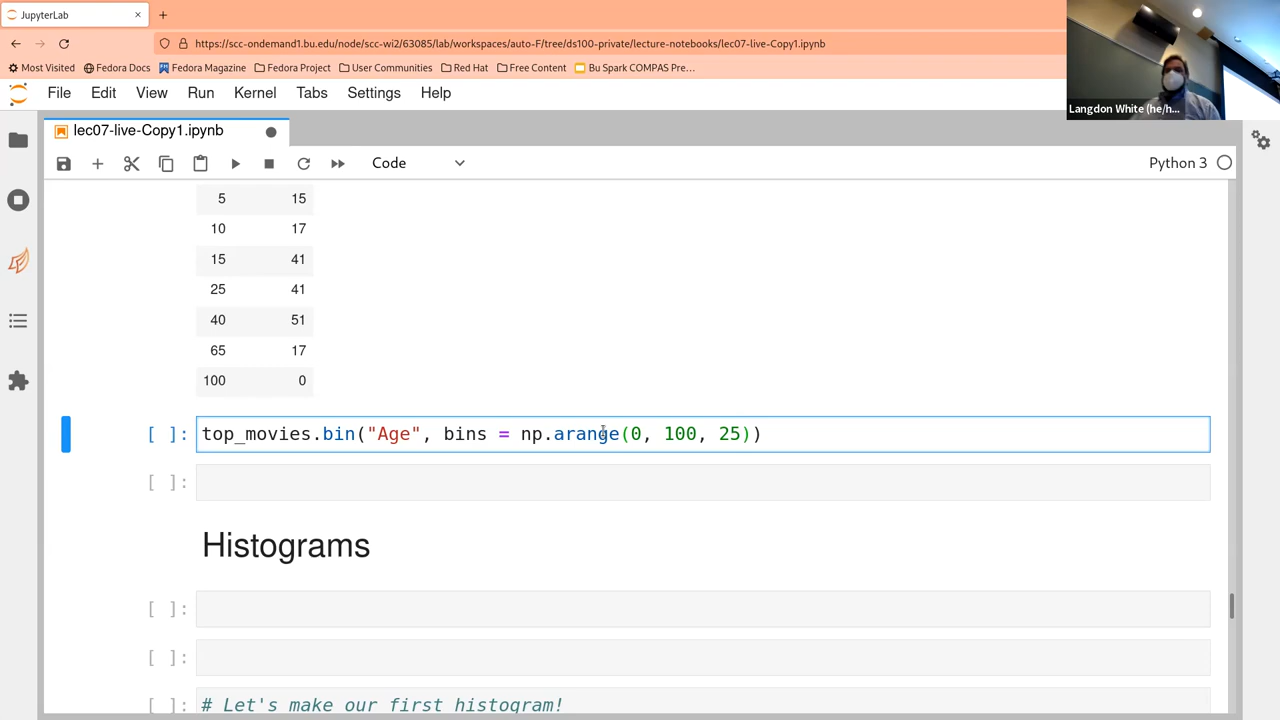 JupyterLab
https://scc-ondemand1.bu.edu/node/scc-wi2/63085/lab/workspaces/auto-F/tree/ds100-private/lecture-notebooks/lec07-live-Copy1.ipynb
Most Visited Fedora Docs Fedora Magazine Fedora Project User Communities Red Hat Free Content Bu Spark COMPAS Pre…
Langdon White (he/h...
File Edit View Run Kernel Tabs Settings Help
lec07-live-Copy1.ipynb
Code Python 3
5 15
10 17
15 41
25 41
40 51
65 17
100 0
[ ]: top_movies.bin("Age", bins = np.arange(0, 100, 25))
[ ]:
Histograms
[ ]:
[ ]:
[ ]: # Let's make our first histogram!